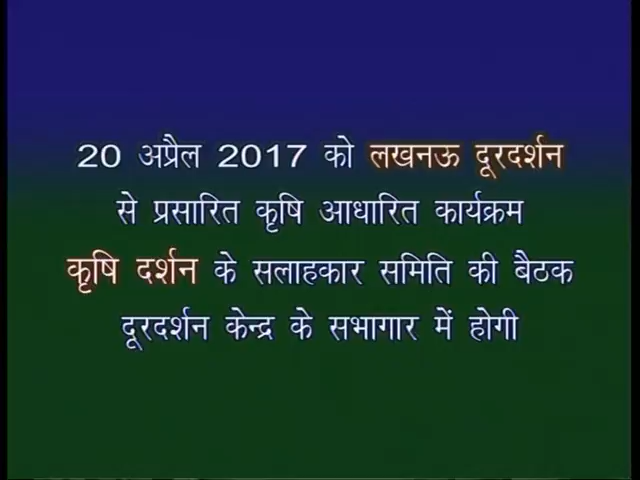 20 अप्रैल 2017 को लखनऊ दूरदर्शन
से प्रसारित कृषि आधारित कार्यक्रम
कृषि दर्शन के सलाहकार समिति की बैठक
दूरदर्शन केन्द्र के सभागार में होगी